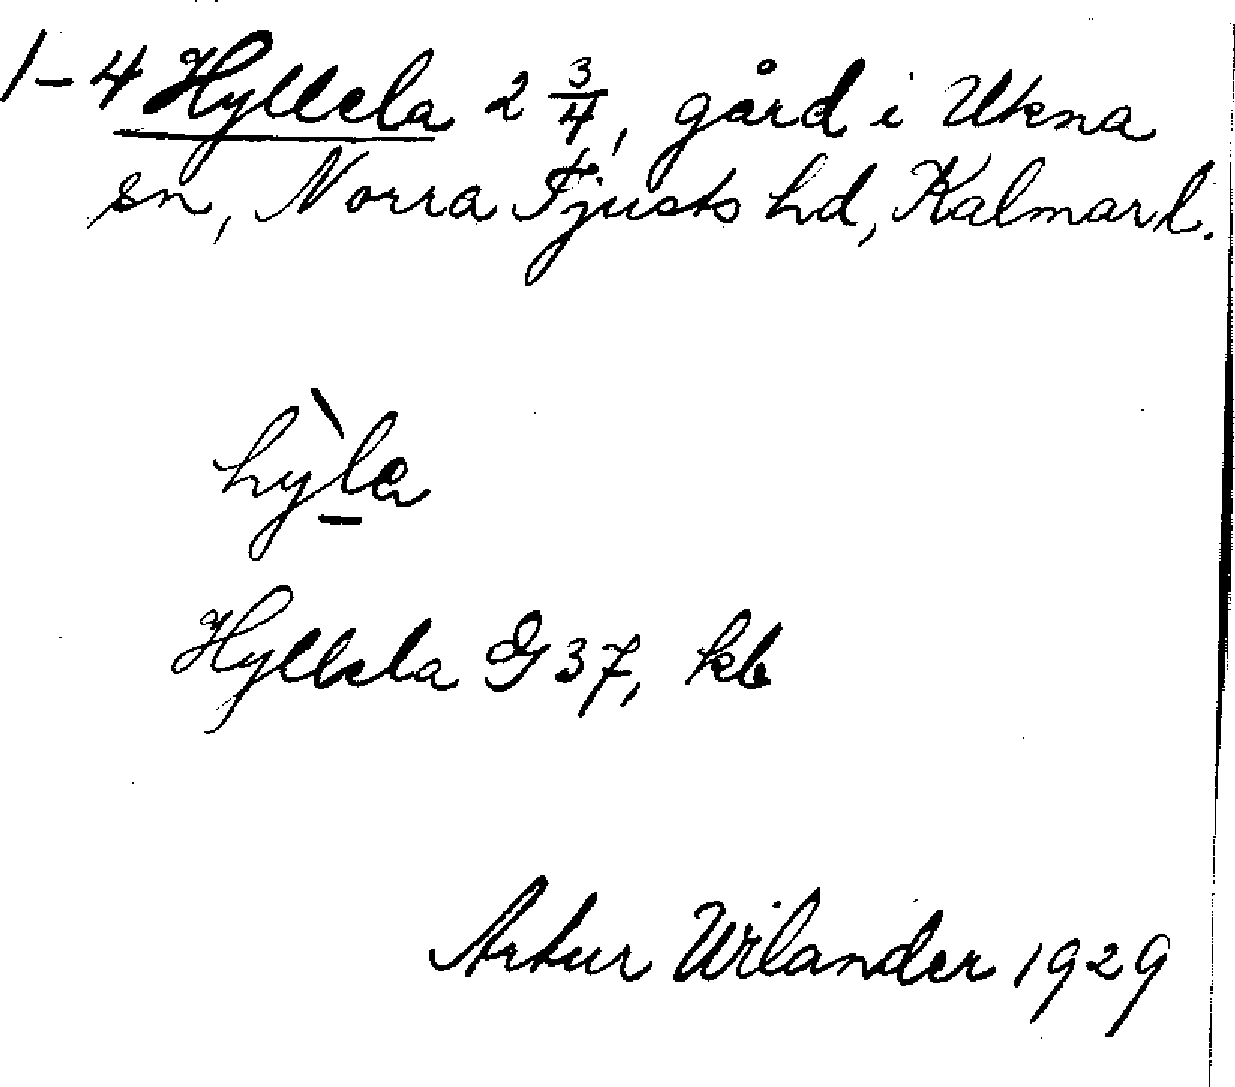 1-4 Hyllela 2 3/4, gård i Ukna
sn, Norra Tjusts hd, Kalmar l.
hỳla
Hyllela G 37, kb
Artur Wilander 1929